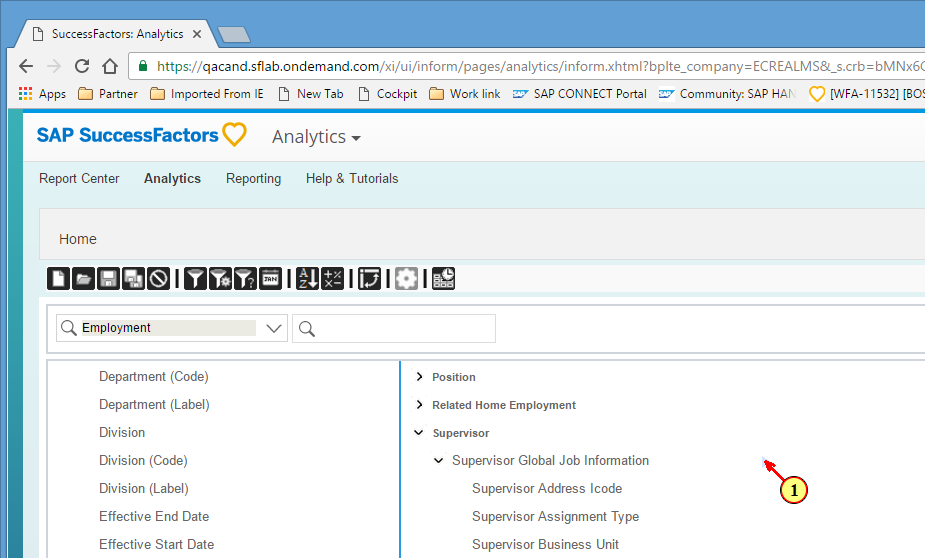 SuccessFactors: Analytics
https://qacand.sflab.ondemand.com/xi/ui/inform/pages/analytics/inform.xhtml?bplte_company=ECREALMS&_s.crb=bMNx6
Apps Partner Imported From IE New Tab Cockpit Work link SAP CONNECT Portal Community: SAP HAN [WFA-11532] [BOS
SAP SuccessFactors Analytics
Report Center Analytics Reporting Help & Tutorials
Home
JAN A Z
Employment
Department (Code) Position
Department (Label) Related Home Employment
Division Supervisor
Division (Code) Supervisor Global Job Information
Division (Label) Supervisor Address Icode
1
Effective End Date Supervisor Assignment Type
Effective Start Date Supervisor Business Unit